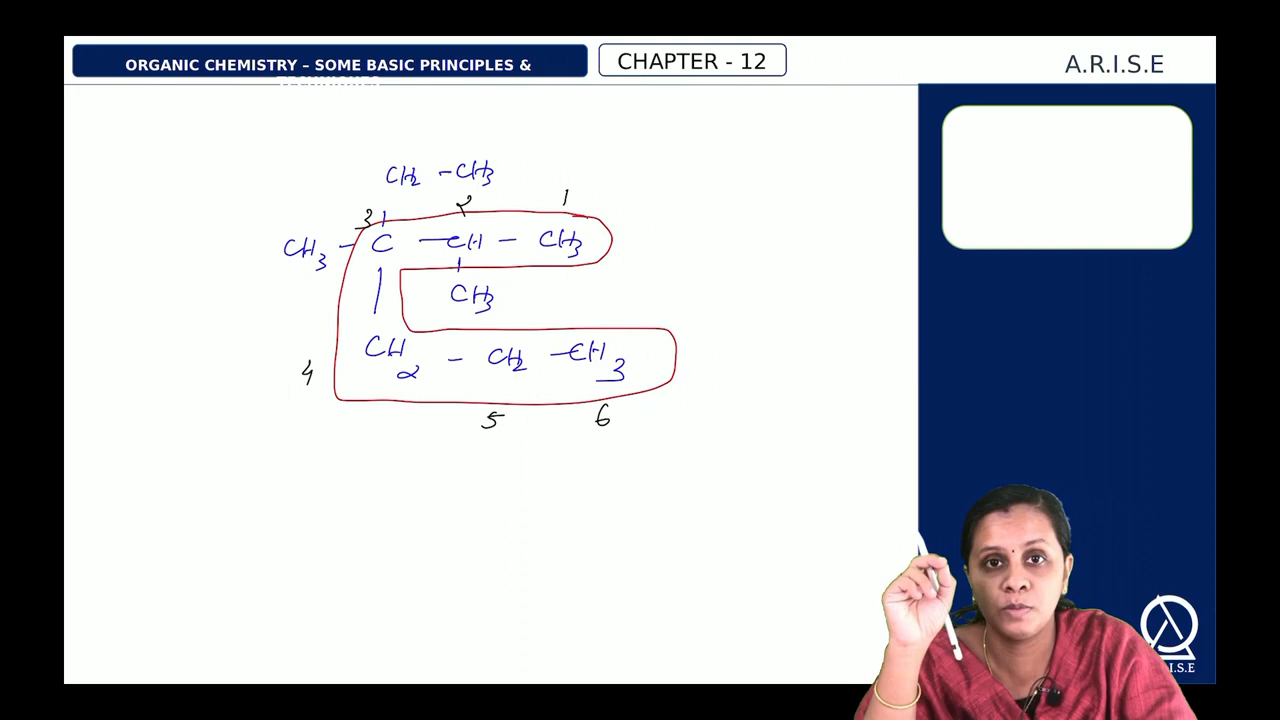 ORGANIC CHEMISTRY – SOME BASIC PRINCIPLES &
CHAPTER - 12
A.R.I.S.E
CH2 - CH3
3 2 1
CH3 - C - CH - CH3
CH3
CH2 - CH2 - CH3
4
5 6